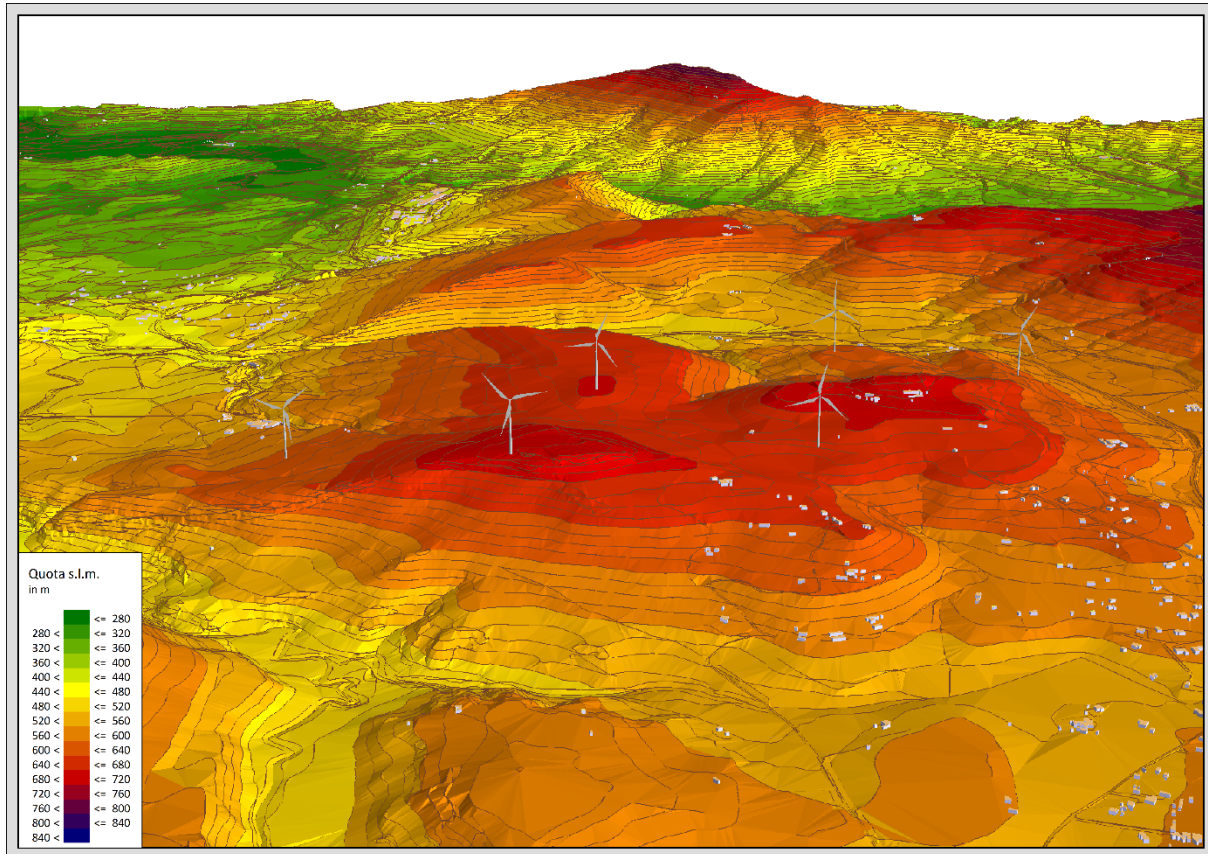 Quota s.l.m.
in m
<= 280
280 < <= 320
320 < <= 360
360 < <= 400
400 < <= 440
440 < <= 480
480 < <= 520
520 < <= 560
560 < <= 600
600 < <= 640
640 < <= 680
680 < <= 720
720 < <= 760
760 < <= 800
800 < <= 840
840 <